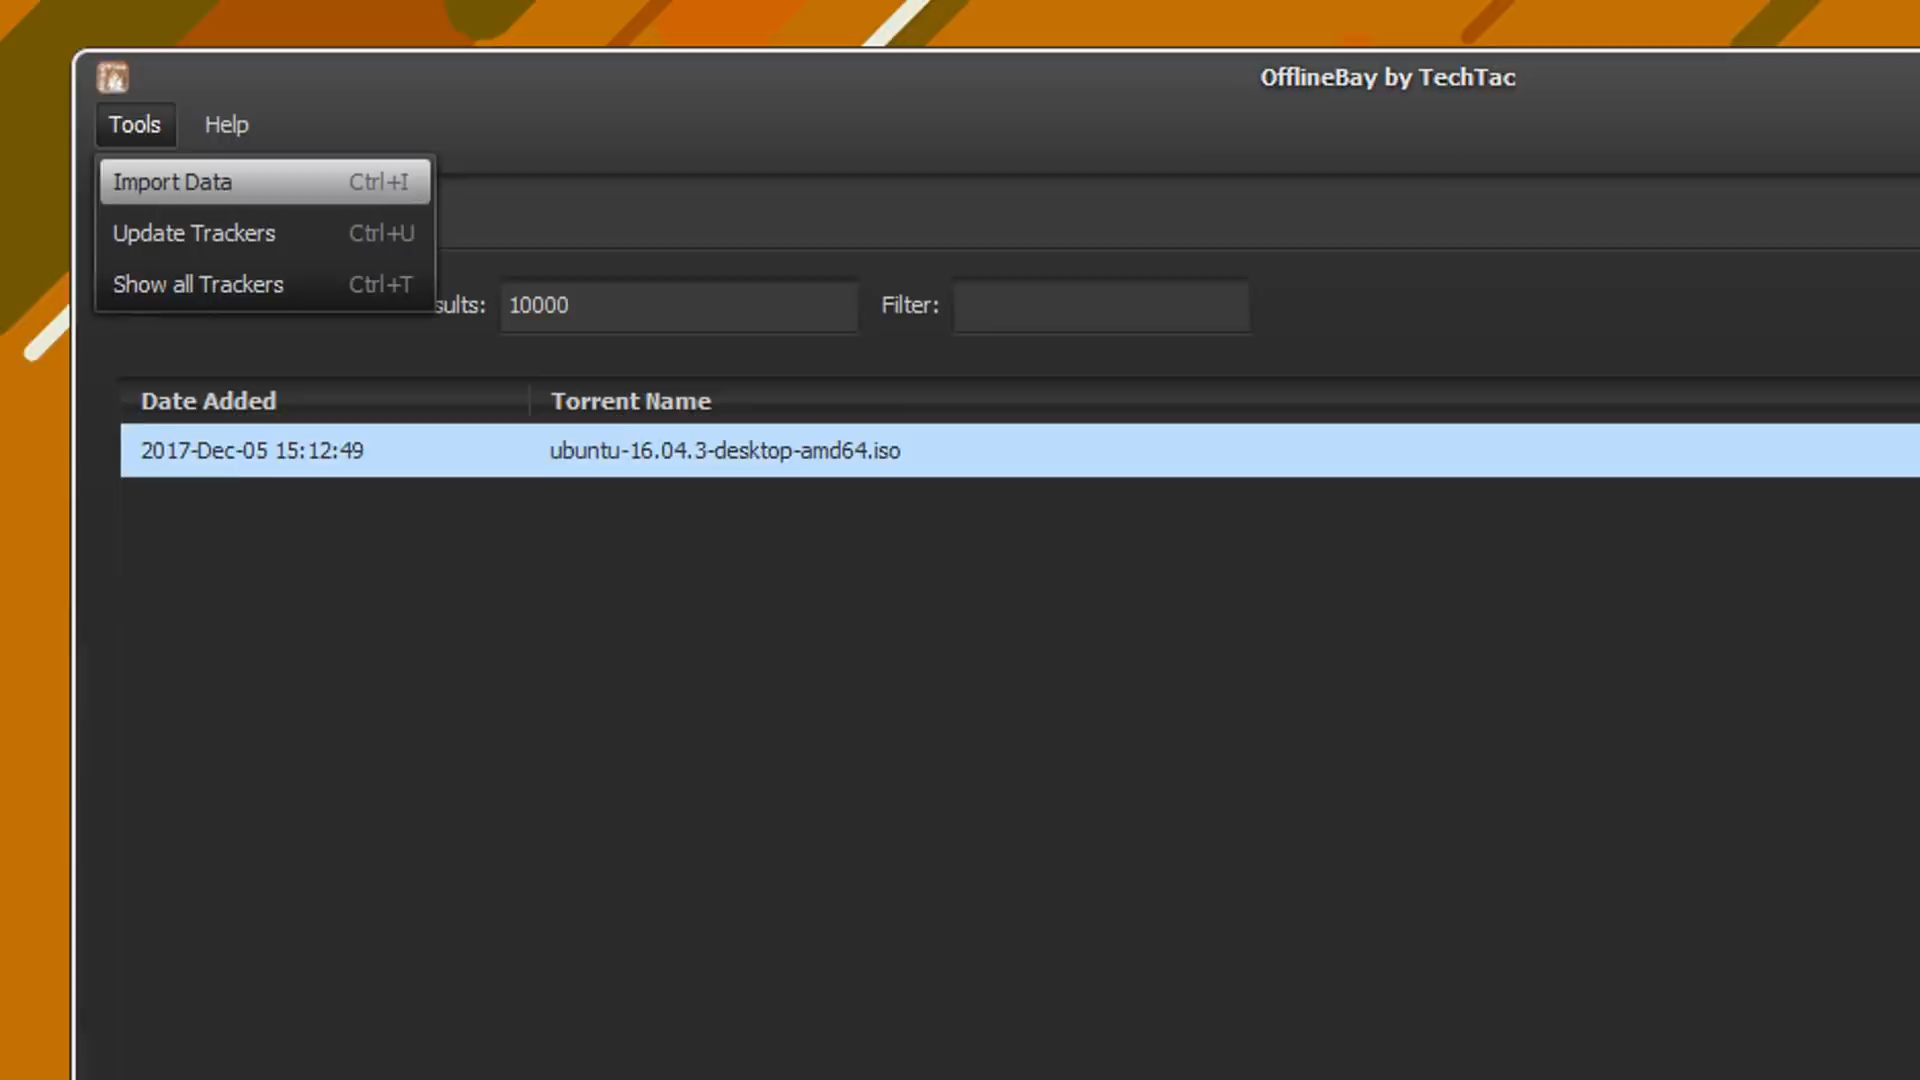 OfflineBay by TechTac
Tools Help
Import Data Ctrl+I
Update Trackers Ctrl+U
Show all Trackers Ctrl+T
sults: 10000 Filter:
Date Added Torrent Name
2017-Dec-05 15:12:49 ubuntu-16.04.3-desktop-amd64.iso